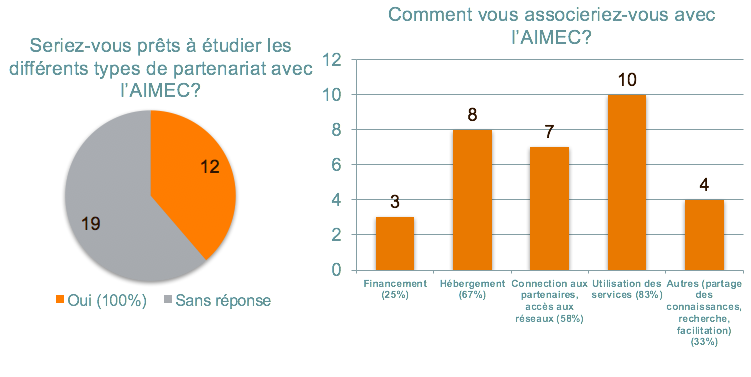 Seriez-vous prêts à étudier les
différents types de partenariat avec
l'AIMEC?
12
19
Oui (100%)
Sans réponse
Comment vous associeriez-vous avec
l'AIMEC?
12
10
8
6
4
2
0
3
8
7
10
4
Financement
(25%)
Hébergement
(67%)
Connection aux
partenaires,
accès aux
réseaux (58%)
Utilisation des
services (83%)
Autres (partage
des
connaissances,
recherche,
facilitation)
(33%)